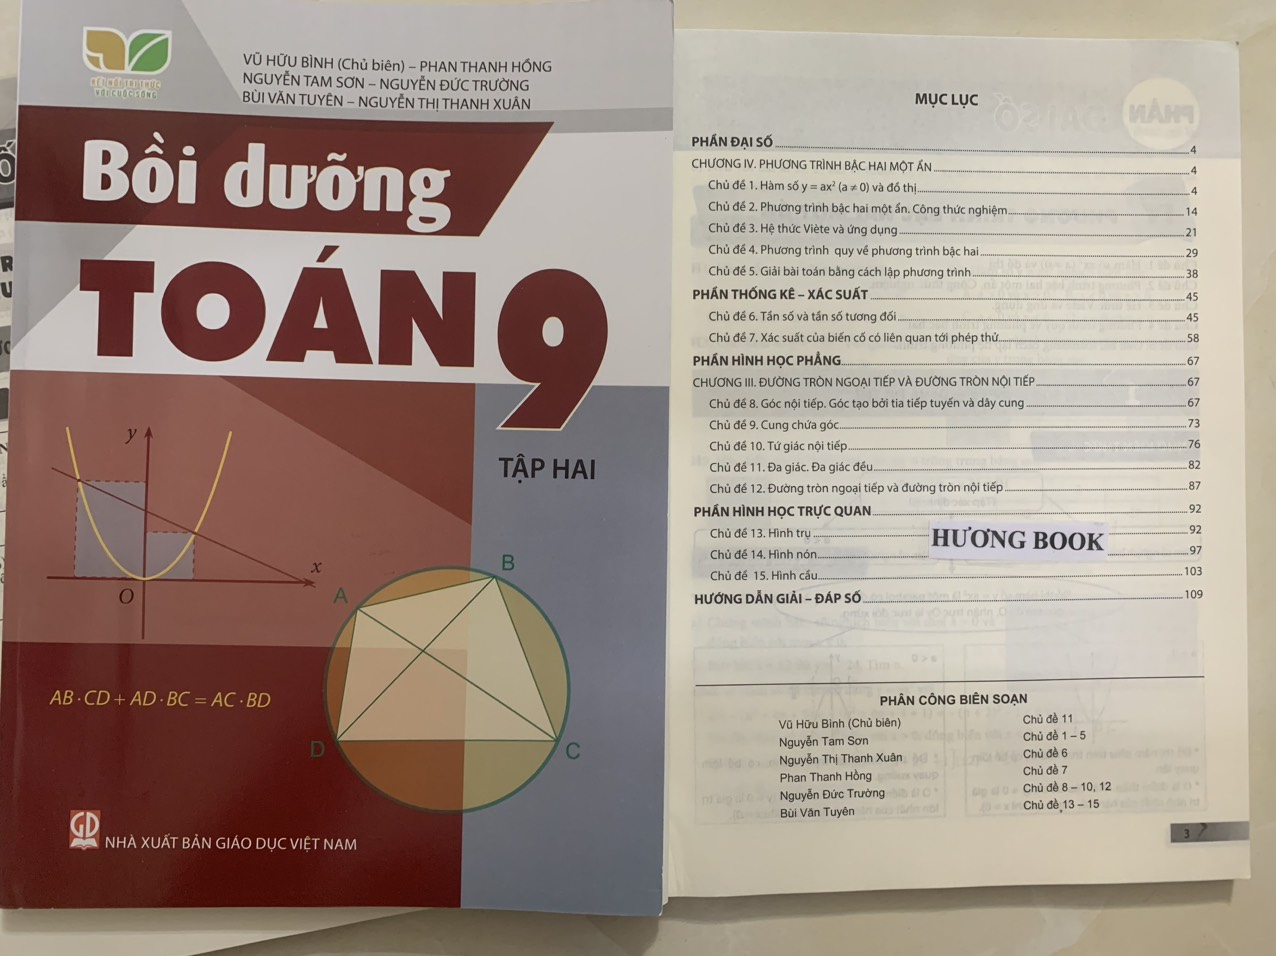 KẾT NỐI TRI THỨC
VỚI CUỘC SỐNG
VŨ HỮU BÌNH (Chủ biên) – PHAN THANH HỒNG
NGUYỄN TAM SƠN – NGUYỄN ĐỨC TRƯỜNG
BÙI VĂN TUYÊN – NGUYỄN THỊ THANH XUÂN
Bồi dưỡng
TOÁN 9
TẬP HAI
y
x
O
A
B
C
D
AB·CD + AD·BC = AC·BD
GD
NHÀ XUẤT BẢN GIÁO DỤC VIỆT NAM
MỤC LỤC
PHẦN ĐẠI SỐ 4
CHƯƠNG IV. PHƯƠNG TRÌNH BẬC HAI MỘT ẨN 4
Chủ đề 1. Hàm số y = ax² (a ≠ 0) và đồ thị 4
Chủ đề 2. Phương trình bậc hai một ẩn. Công thức nghiệm 14
Chủ đề 3. Hệ thức Viète và ứng dụng 21
Chủ đề 4. Phương trình quy về phương trình bậc hai 29
Chủ đề 5. Giải bài toán bằng cách lập phương trình 38
PHẦN THỐNG KÊ – XÁC SUẤT 45
Chủ đề 6. Tần số và tần số tương đối 45
Chủ đề 7. Xác suất của biến cố có liên quan tới phép thử 58
PHẦN HÌNH HỌC PHẲNG 67
CHƯƠNG III. ĐƯỜNG TRÒN NGOẠI TIẾP VÀ ĐƯỜNG TRÒN NỘI TIẾP 67
Chủ đề 8. Góc nội tiếp. Góc tạo bởi tia tiếp tuyến và dây cung 67
Chủ đề 9. Cung chứa góc 73
Chủ đề 10. Tứ giác nội tiếp 76
Chủ đề 11. Đa giác. Đa giác đều 82
Chủ đề 12. Đường tròn ngoại tiếp và đường tròn nội tiếp 87
PHẦN HÌNH HỌC TRỰC QUAN 92
Chủ đề 13. Hình trụ 92
HƯƠNG BOOK
Chủ đề 14. Hình nón 97
Chủ đề 15. Hình cầu 103
HƯỚNG DẪN GIẢI – ĐÁP SỐ 109
PHÂN CÔNG BIÊN SOẠN
Vũ Hữu Bình (Chủ biên) Chủ đề 11
Nguyễn Tam Sơn Chủ đề 1 – 5
Nguyễn Thị Thanh Xuân Chủ đề 6
Phan Thanh Hồng Chủ đề 7
Nguyễn Đức Trường Chủ đề 8 – 10, 12
Bùi Văn Tuyên Chủ đề 13 – 15
3